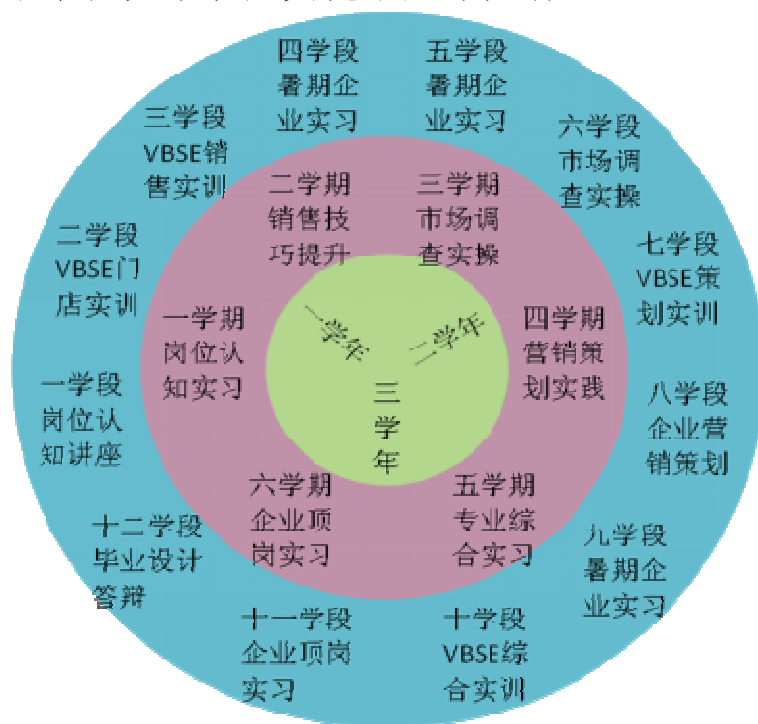 四学段
暑期企
业实习
五学段
暑期企
业实习
三学段
VBSE销
售实训
六学段
市场调
查实操
二学期
销售技
巧提升
三学期
市场调
查实操
二学段
VBSE门
店实训
七学段
VBSE策
划实训
一学期
岗位认
知实习
一学年
二学年
三
学
年
四学期
营销策
划实践
一学段
岗位认
知讲座
八学段
企业营
销策划
六学期
企业顶
岗实习
五学期
专业综
合实习
十二学段
毕业设计
答辩
九学段
暑期企
业实习
十一学段
企业顶岗
实习
十学段
VBSE综
合实训